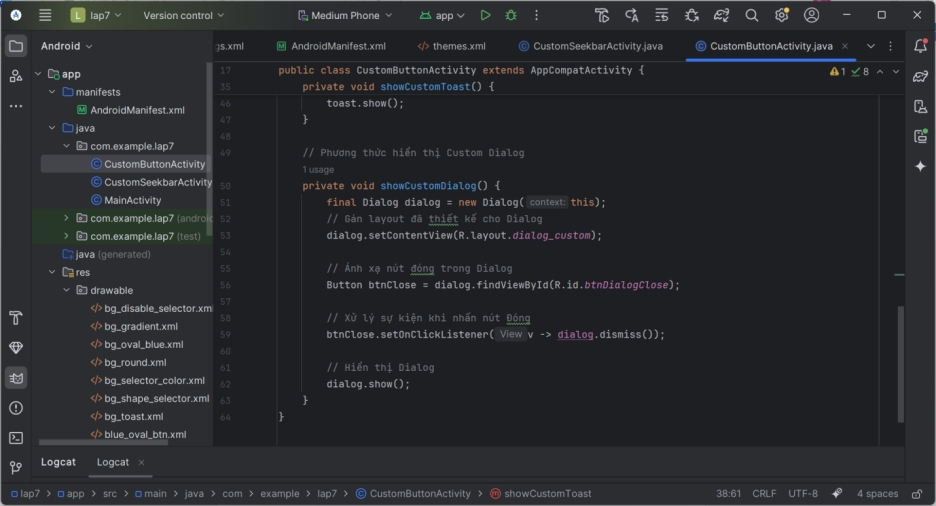 L lap7 Version control Medium Phone app
Android
gs.xml AndroidManifest.xml themes.xml CustomSeekbarActivity.java CustomButtonActivity.java
app
manifests
AndroidManifest.xml
java
com.example.lap7
CustomButtonActivity
CustomSeekbarActivity
MainActivity
com.example.lap7 (androi
com.example.lap7 (test)
java (generated)
res
drawable
bg_disable_selector.xml
bg_gradient.xml
bg_oval_blue.xml
bg_round.xml
bg_selector_color.xml
bg_shape_selector.xml
bg_toast.xml
blue_oval_btn.xml
17 public class CustomButtonActivity extends AppCompatActivity { 1 8
35 private void showCustomToast() {
46 toast.show();
47 }
48
49 // Phương thức hiển thị Custom Dialog
1 usage
50 private void showCustomDialog() {
51 final Dialog dialog = new Dialog( context: this);
52 // Gán layout đã thiết kế cho Dialog
53 dialog.setContentView(R.layout.dialog_custom);
54
55 // Ánh xạ nút đóng trong Dialog
56 Button btnClose = dialog.findViewById(R.id.btnDialogClose);
57
58 // Xử lý sự kiện khi nhấn nút Đóng
59 btnClose.setOnClickListener( View v -> dialog.dismiss());
60
61 // Hiển thị Dialog
62 dialog.show();
63 }
64 }
Logcat Logcat
lap7 > app > src > main > java > com > example > lap7 > CustomButtonActivity > showCustomToast 38:61 CRLF UTF-8 4 spaces